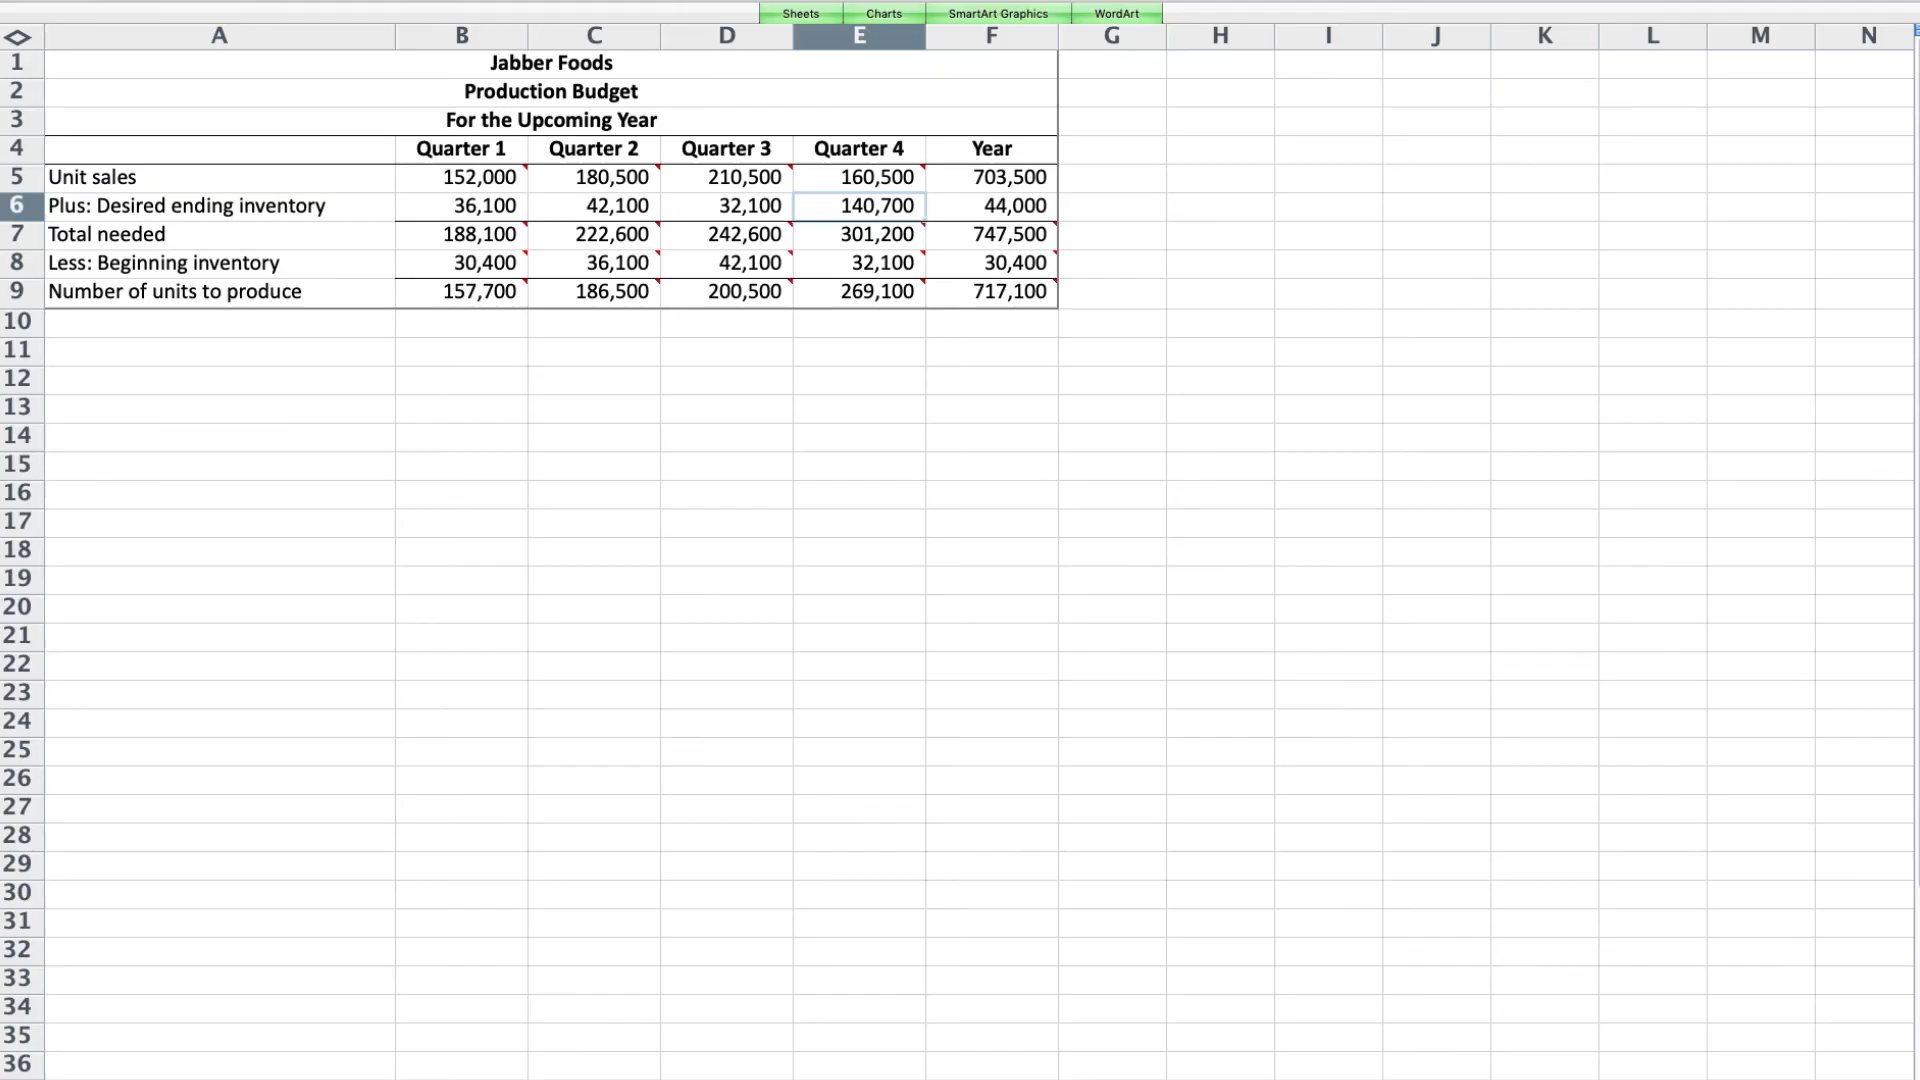 Sheets Charts SmartArt Graphics WordArt
A B C D E F G H I J K L M N
1 Jabber Foods
2 Production Budget
3 For the Upcoming Year
4 Quarter 1 Quarter 2 Quarter 3 Quarter 4 Year
5 Unit sales 152,000 180,500 210,500 160,500 703,500
6 Plus: Desired ending inventory 36,100 42,100 32,100 140,700 44,000
7 Total needed 188,100 222,600 242,600 301,200 747,500
8 Less: Beginning inventory 30,400 36,100 42,100 32,100 30,400
9 Number of units to produce 157,700 186,500 200,500 269,100 717,100
10
11
12
13
14
15
16
17
18
19
20
21
22
23
24
25
26
27
28
29
30
31
32
33
34
35
36